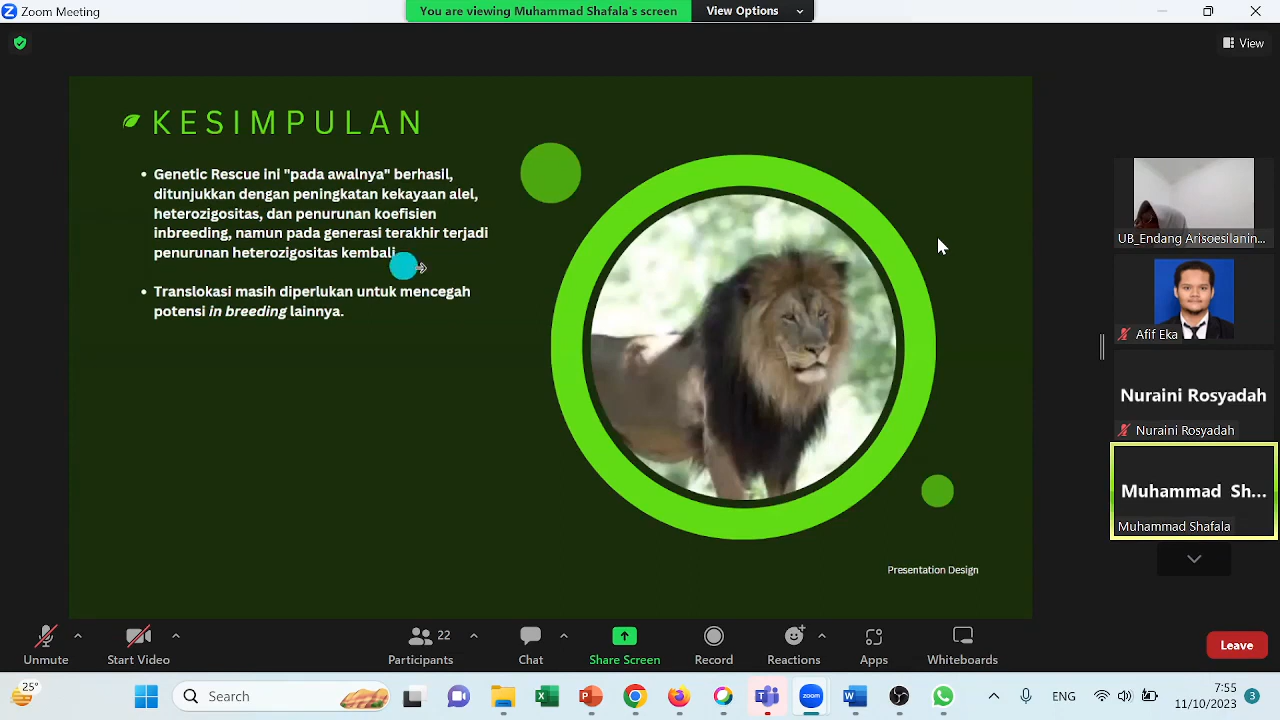 Zoom Meeting
You are viewing Muhammad Shafala's screen
View Options
View
KESIMPULAN
Genetic Rescue ini "pada awalnya" berhasil,
ditunjukkan dengan peningkatan kekayaan alel,
heterozigositas, dan penurunan koefisien
inbreeding, namun pada generasi terakhir terjadi
penurunan heterozigositas kembali
Translokasi masih diperlukan untuk mencegah
potensi in breeding lainnya.
Presentation Design
UB_Endang Arisoesilanin...
Afif Eka
Nuraini Rosyadah
Nuraini Rosyadah
Muhammad Sh...
Muhammad Shafala
Unmute
Start Video
22
Participants
Chat
Share Screen
Record
Reactions
Apps
Whiteboards
Leave
25°
Search
ENG
7:55
11/10/2023
3